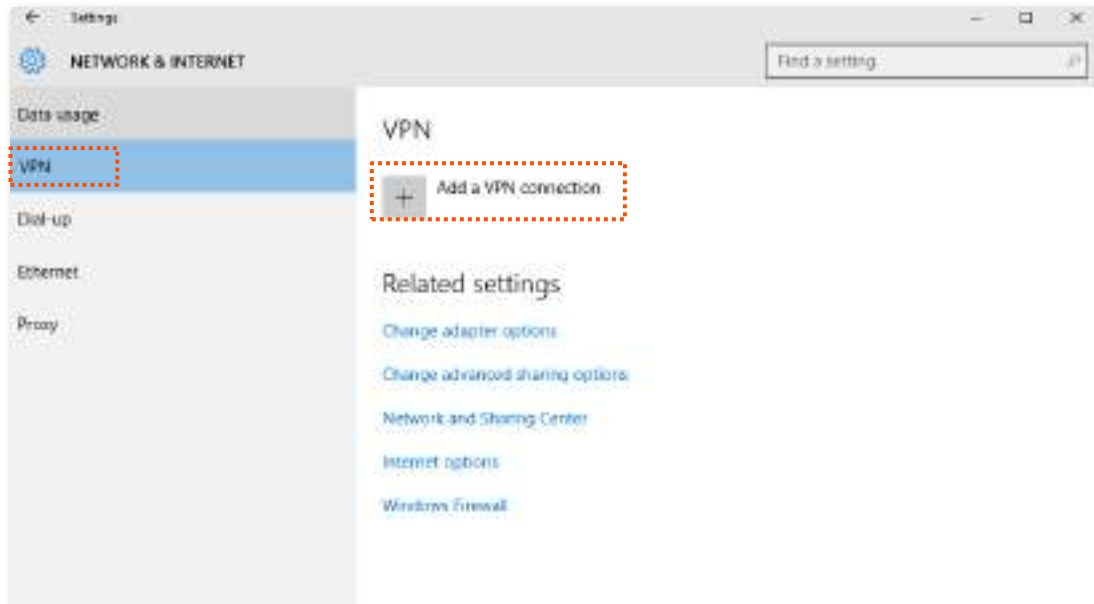 Settings
NETWORK & INTERNET
Find a setting
Data usage
VPN
Dial-up
Ethernet
Proxy
VPN
Add a VPN connection
Related settings
Change adapter options
Change advanced sharing options
Network and Sharing Center
Internet options
Windows Firewall